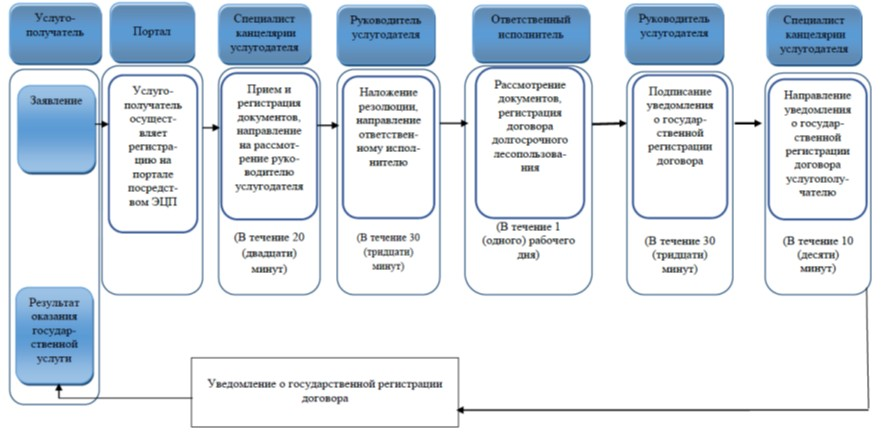 Услуго-
получатель
Портал
Специалист
канцелярии
услугодателя
Руководитель
услугодателя
Ответственный
исполнитель
Руководитель
услугодателя
Специалист
канцелярии
услугодателя
Заявление
Услуго-
получатель
осущест-
вляет
регистра-
цию на
портале
посредст-
вом ЭЦП
Прием и
регистрация
документов,
направление
на рассмот-
рение руко-
водителю
услугодателя
(В течение 20
(двадцати)
минут)
Наложение
резолюции,
направление
ответствен-
ному испол-
нителю
(В течение 30
(тридцати)
минут)
Рассмотрение
документов,
регистрация
договора
долгосрочного
лесопользова-
ния
(В течение 1
(одного) рабочего
дня)
Подписание
уведомления
о государ-
ственной
регистрации
договора
(В течение 30
(тридцати)
минут)
Направление
уведомления
о государ-
ственной
регистрации
договора
услугополу-
чателю
(В течение 10
(десяти)
минут)
Результат
оказания
государ-
ственной
услуги
Уведомление о государственной регистрации
договора